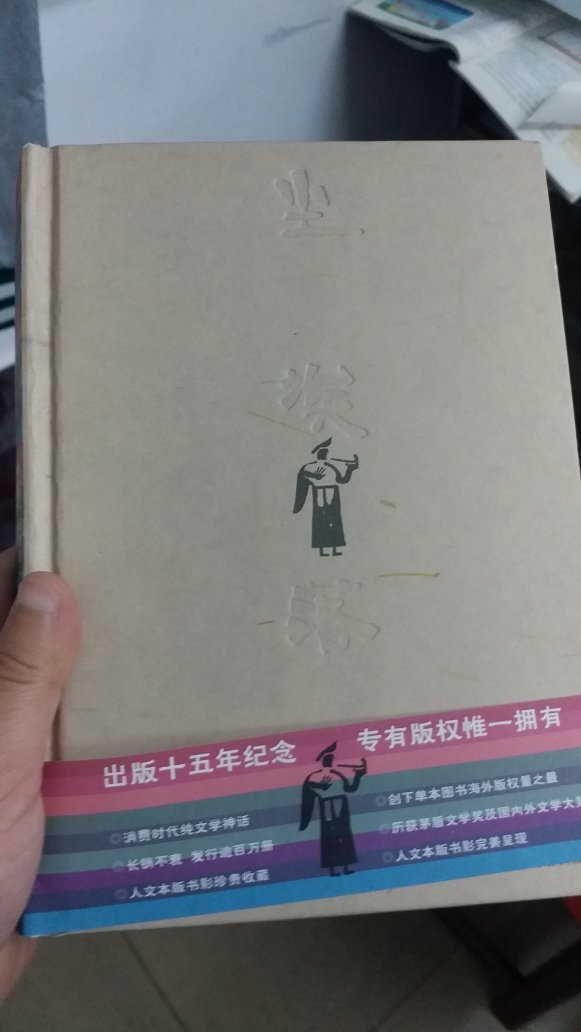 尘
埃
落
出版十五年纪念
专有版权惟一拥有
消费时代纯文学神话
长销不衰 发行逾百万册
人文本版书影珍贵收藏
创下单本图书海外版权量之最
历获茅盾文学奖及国内外文学大
人文本版书影完美呈现